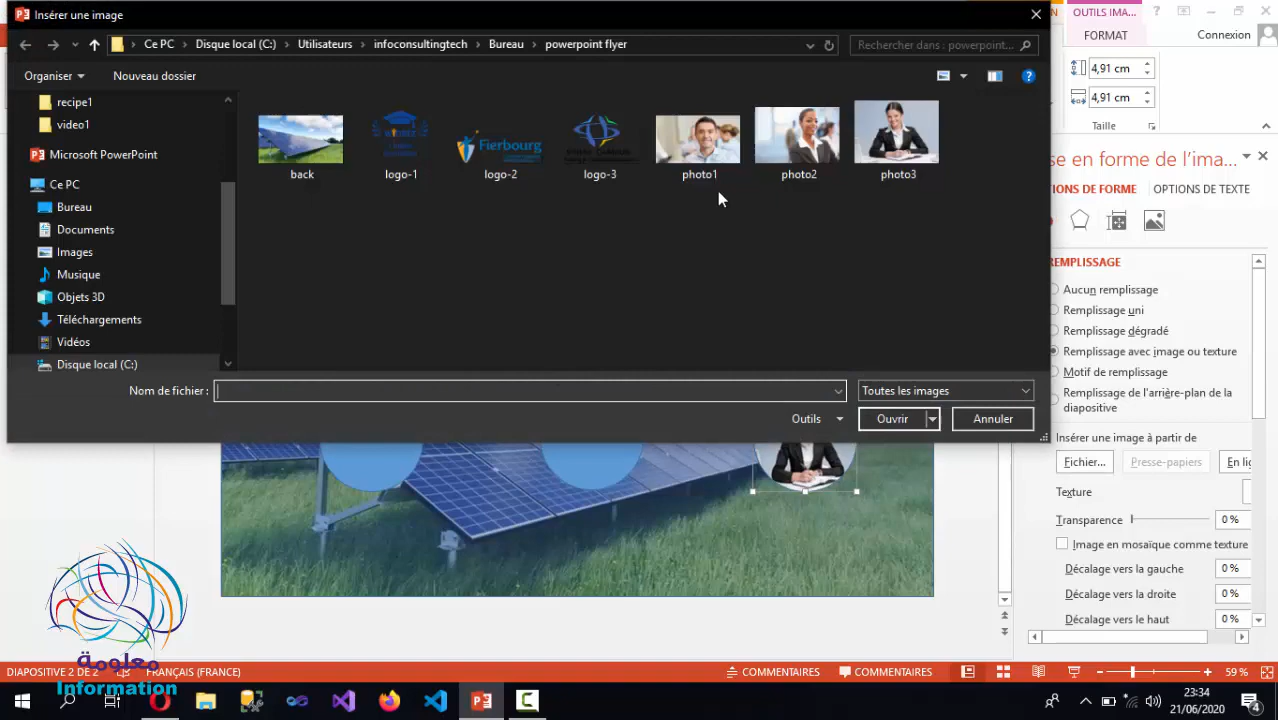 Insérer une image
OUTILS IMA...
?
Ce PC
Disque local (C:)
Utilisateurs
infoconsultingtech
Bureau
powerpoint flyer
Rechercher dans : powerpoint...
FORMAT
Connexion
Organiser
Nouveau dossier
4,91 cm
4,91 cm
Taille
recipe1
video1
Microsoft PowerPoint
Ce PC
Bureau
Documents
Images
Musique
Objets 3D
Téléchargements
Vidéos
Disque local (C:)
Fierbourg
back
logo-1
logo-2
logo-3
photo1
photo2
photo3
Nom de fichier :
Toutes les images
Outils
Ouvrir
Annuler
se en forme de l’ima...
IONS DE FORME
OPTIONS DE TEXTE
REMPLISSAGE
Aucun remplissage
Remplissage uni
Remplissage dégradé
Remplissage avec image ou texture
Motif de remplissage
Remplissage de l'arrière-plan de la
diapositive
Insérer une image à partir de
Fichier...
Presse-papiers
En lig
Texture
Transparence
0 %
Image en mosaïque comme texture
Décalage vers la gauche
0 %
Décalage vers la droite
0 %
Décalage vers le haut
0 %
معلومة
Information
DIAPOSITIVE 2 DE 2
FRANÇAIS (FRANCE)
COMMENTAIRES
COMMENTAIRES
59 %
23:34
21/06/2020
4